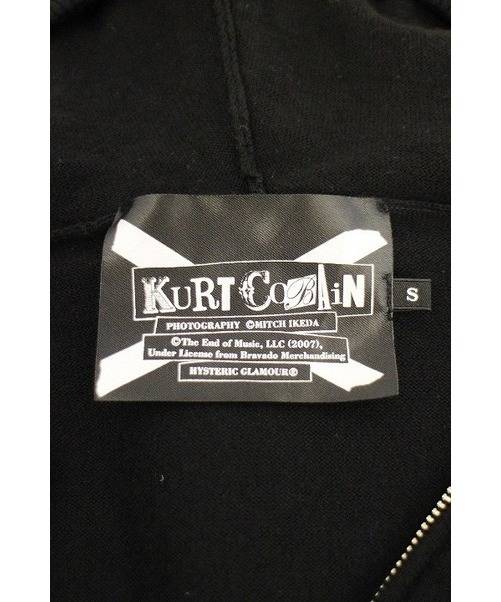 KURT COBAIN
PHOTOGRAPHY ©MITCH IKEDA
©The End of Music, LLC (2007),
Under License from Bravado Merchandising
HYSTERIC GLAMOUR®
S